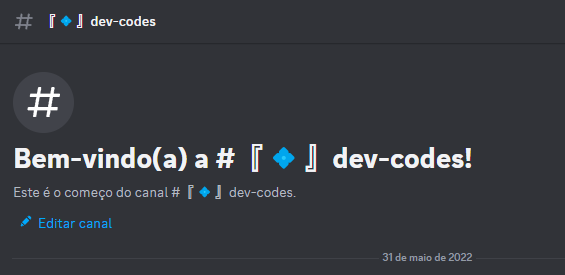 # 『💠』 dev-codes
#
Bem-vindo(a) a #『💠』 dev-codes!
Este é o começo do canal #『💠』 dev-codes.
Editar canal
31 de maio de 2022